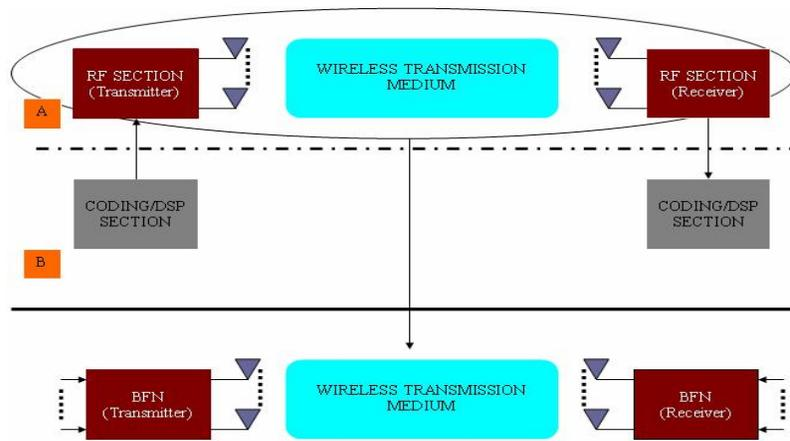 RF SECTION
(Transmitter)
WIRELESS TRANSMISSION
MEDIUM
RF SECTION
(Receiver)
A
CODING/DSP
SECTION
CODING/DSP
SECTION
B
BFN
(Transmitter)
WIRELESS TRANSMISSION
MEDIUM
BFN
(Receiver)